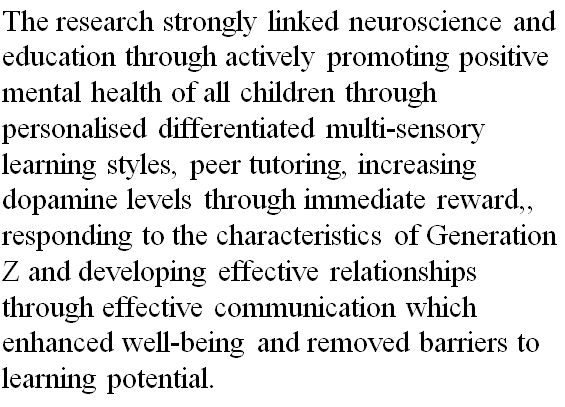 The research strongly linked neuroscience and
education through actively promoting positive
mental health of all children through
personalised differentiated multi-sensory
learning styles, peer tutoring, increasing
dopamine levels through immediate reward,,
responding to the characteristics of Generation
Z and developing effective relationships
through effective communication which
enhanced well-being and removed barriers to
learning potential.